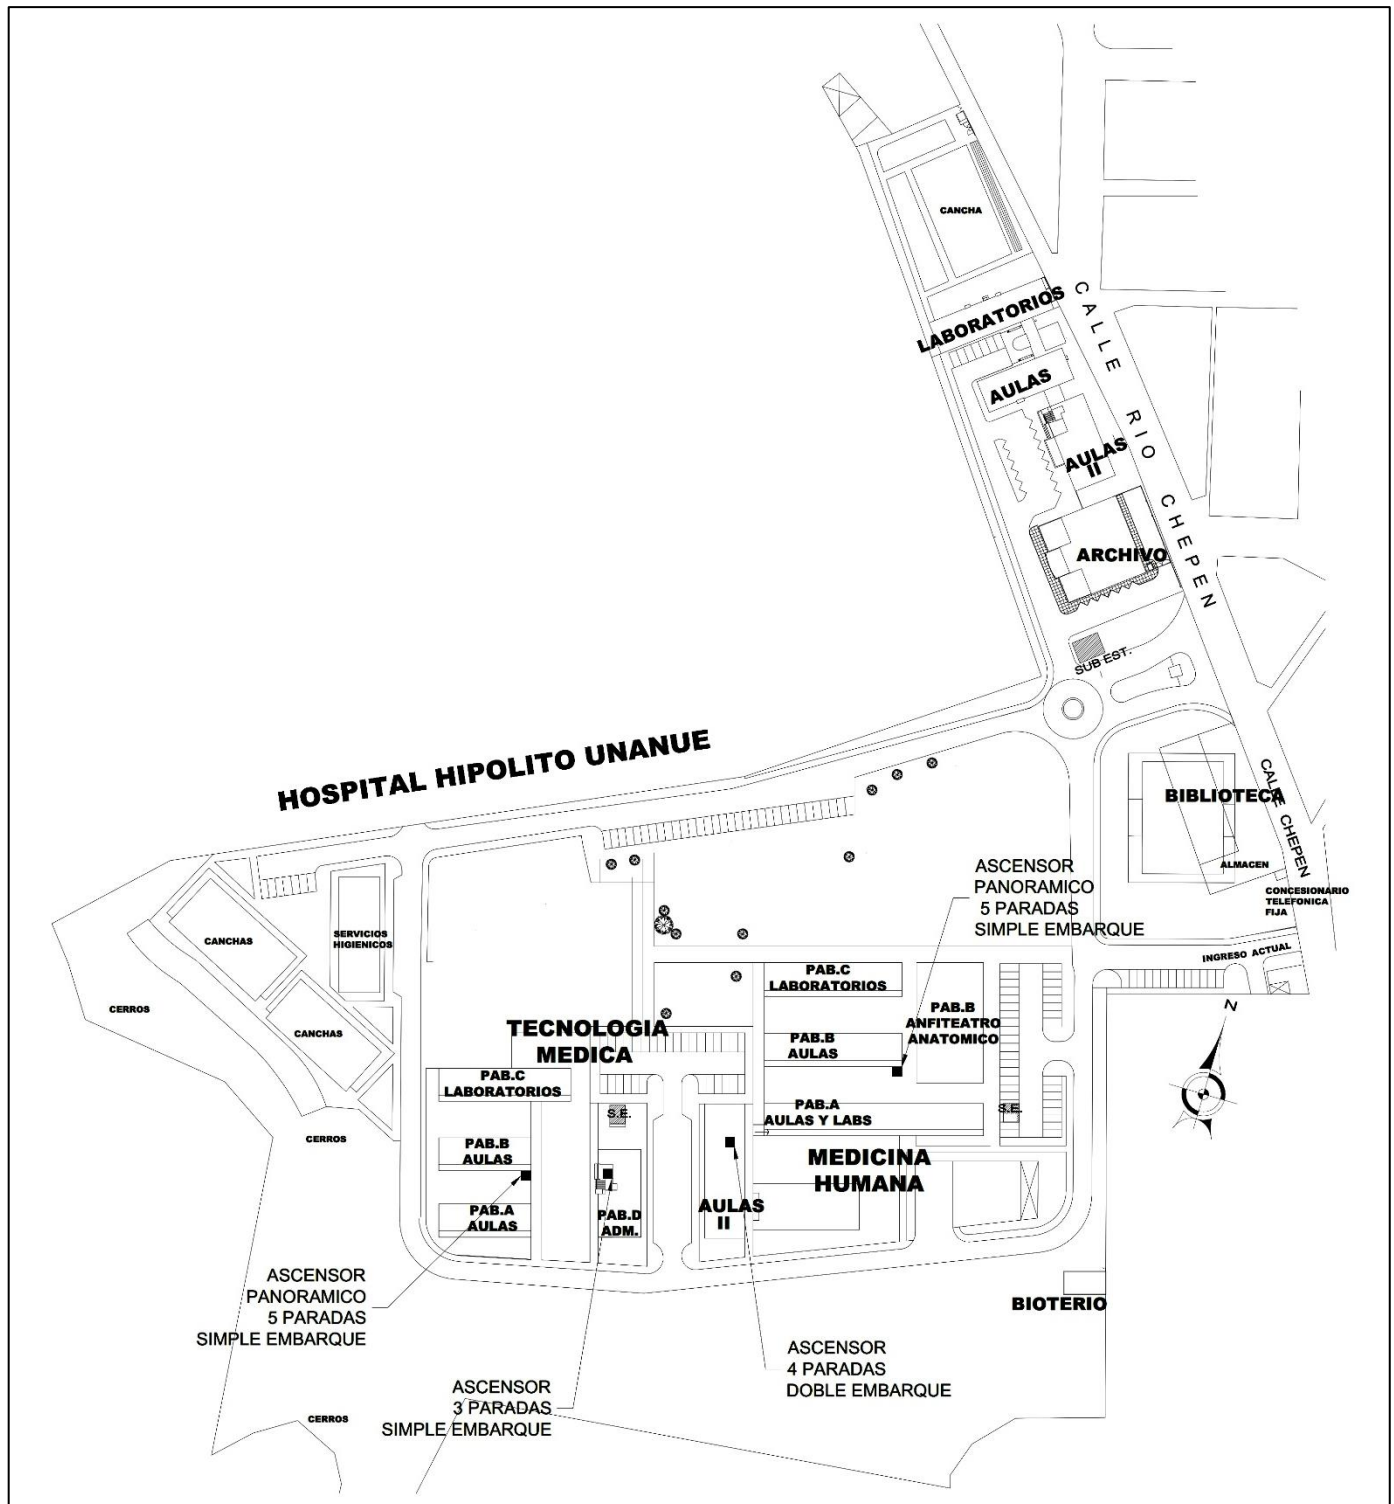 CANCHA
LABORATORIOS
CALLE RIO CHEPEN
AULAS
AULAS
II
ARCHIVO
SUB EST.
HOSPITAL HIPOLITO UNANUE
BIBLIOTECA
CALLE CHEPEN
ALMACEN
CONCESIONARIO
TELEFONICA
FIJA
ASCENSOR
PANORAMICO
5 PARADAS
SIMPLE EMBARQUE
CANCHAS
SERVICIOS
HIGIENICOS
INGRESO ACTUAL
CERROS
CANCHAS
PAB.C
LABORATORIOS
PAB.B
ANFITEATRO
ANATOMICO
N
TECNOLOGIA
MEDICA
PAB.B
AULAS
PAB.C
LABORATORIOS
S.E.
PAB.A
AULAS Y LABS
S.E.
CERROS
PAB.B
AULAS
MEDICINA
HUMANA
PAB.A
AULAS
PAB.D
ADM.
AULAS
II
ASCENSOR
PANORAMICO
5 PARADAS
SIMPLE EMBARQUE
BIOTERIO
ASCENSOR
4 PARADAS
DOBLE EMBARQUE
ASCENSOR
3 PARADAS
SIMPLE EMBARQUE
CERROS